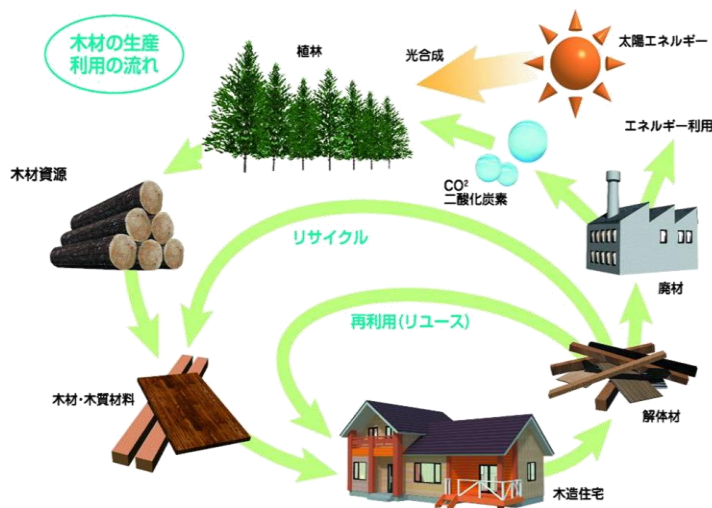 木材の生産
利用の流れ
植林
光合成
太陽エネルギー
エネルギー利用
CO²
二酸化炭素
木材資源
リサイクル
廃材
再利用(リユース)
木材・木質材料
解体材
木造住宅